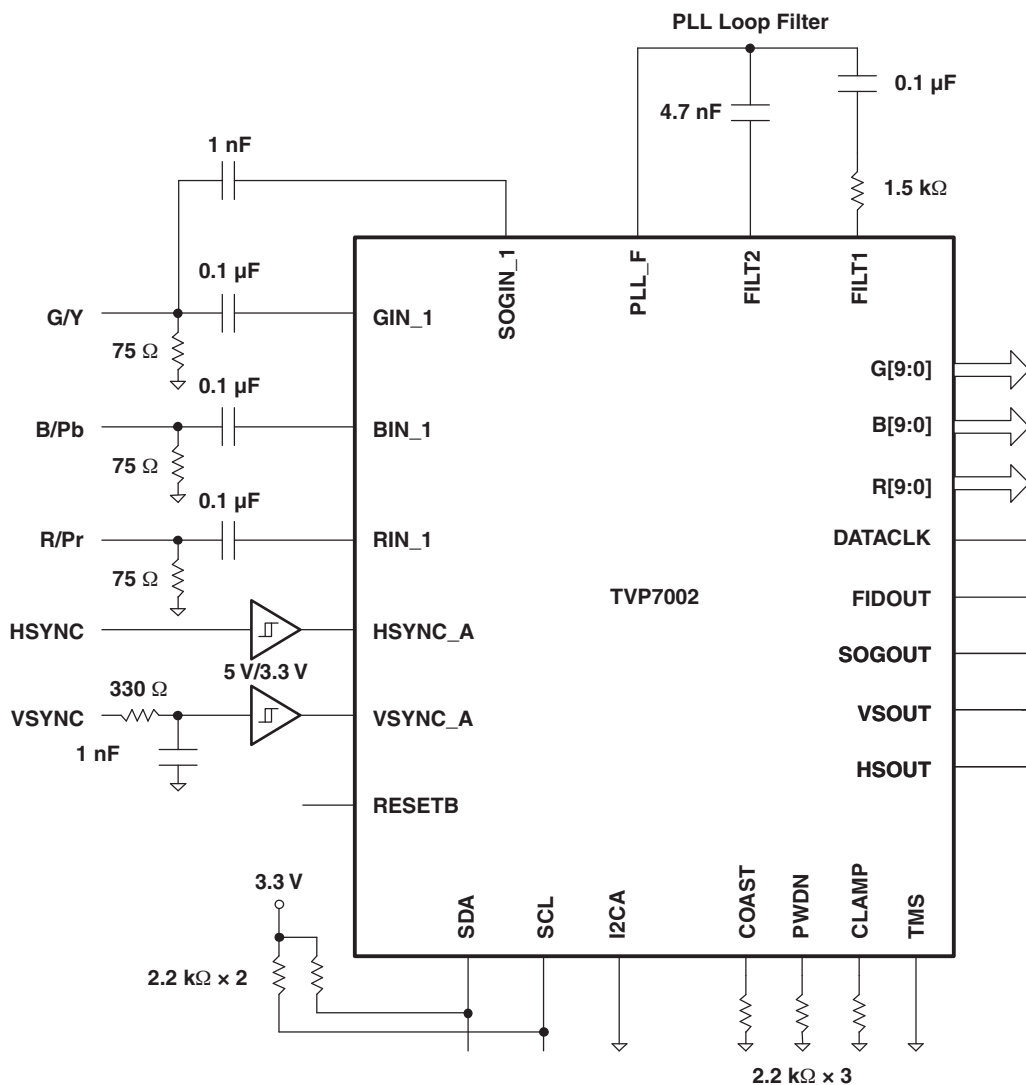 PLL Loop Filter
0.1 µF
4.7 nF
1 nF
1.5 kΩ
SOGIN_1
PLL_F
FILT2
FILT1
0.1 µF
G/Y
GIN_1
75 Ω
G[9:0]
0.1 µF
B/Pb
BIN_1
B[9:0]
75 Ω
R[9:0]
0.1 µF
R/Pr
RIN_1
DATACLK
75 Ω
TVP7002
FIDOUT
HSYNC
HSYNC_A
SOGOUT
5 V/3.3 V
330 Ω
VSYNC
VSYNC_A
VSOUT
1 nF
HSOUT
RESETB
3.3 V
SDA
SCL
I2CA
COAST
PWDN
CLAMP
TMS
2.2 kΩ × 2
2.2 kΩ × 3